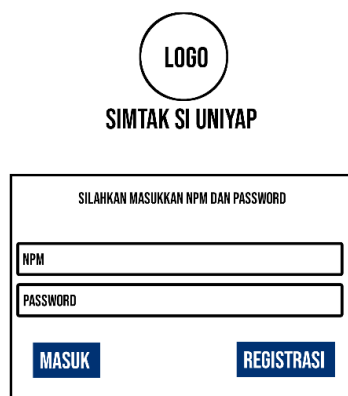 LOGO
SIMTAK SI UNIYAP
SILAHKAN MASUKKAN NPM DAN PASSWORD
NPM
PASSWORD
MASUK
REGISTRASI